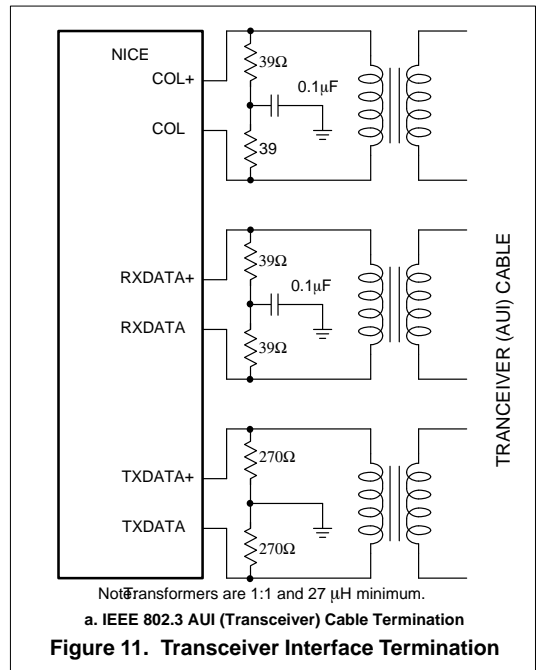 NICE
COL+
39Ω
0.1μF
COL
39
RXDATA+
39Ω
0.1μF
RXDATA
39Ω
TRANCEIVER (AUI) CABLE
TXDATA+
270Ω
TXDATA
270Ω
Note: Transformers are 1:1 and 27 μH minimum.
a. IEEE 802.3 AUI (Transceiver) Cable Termination
Figure 11. Transceiver Interface Termination